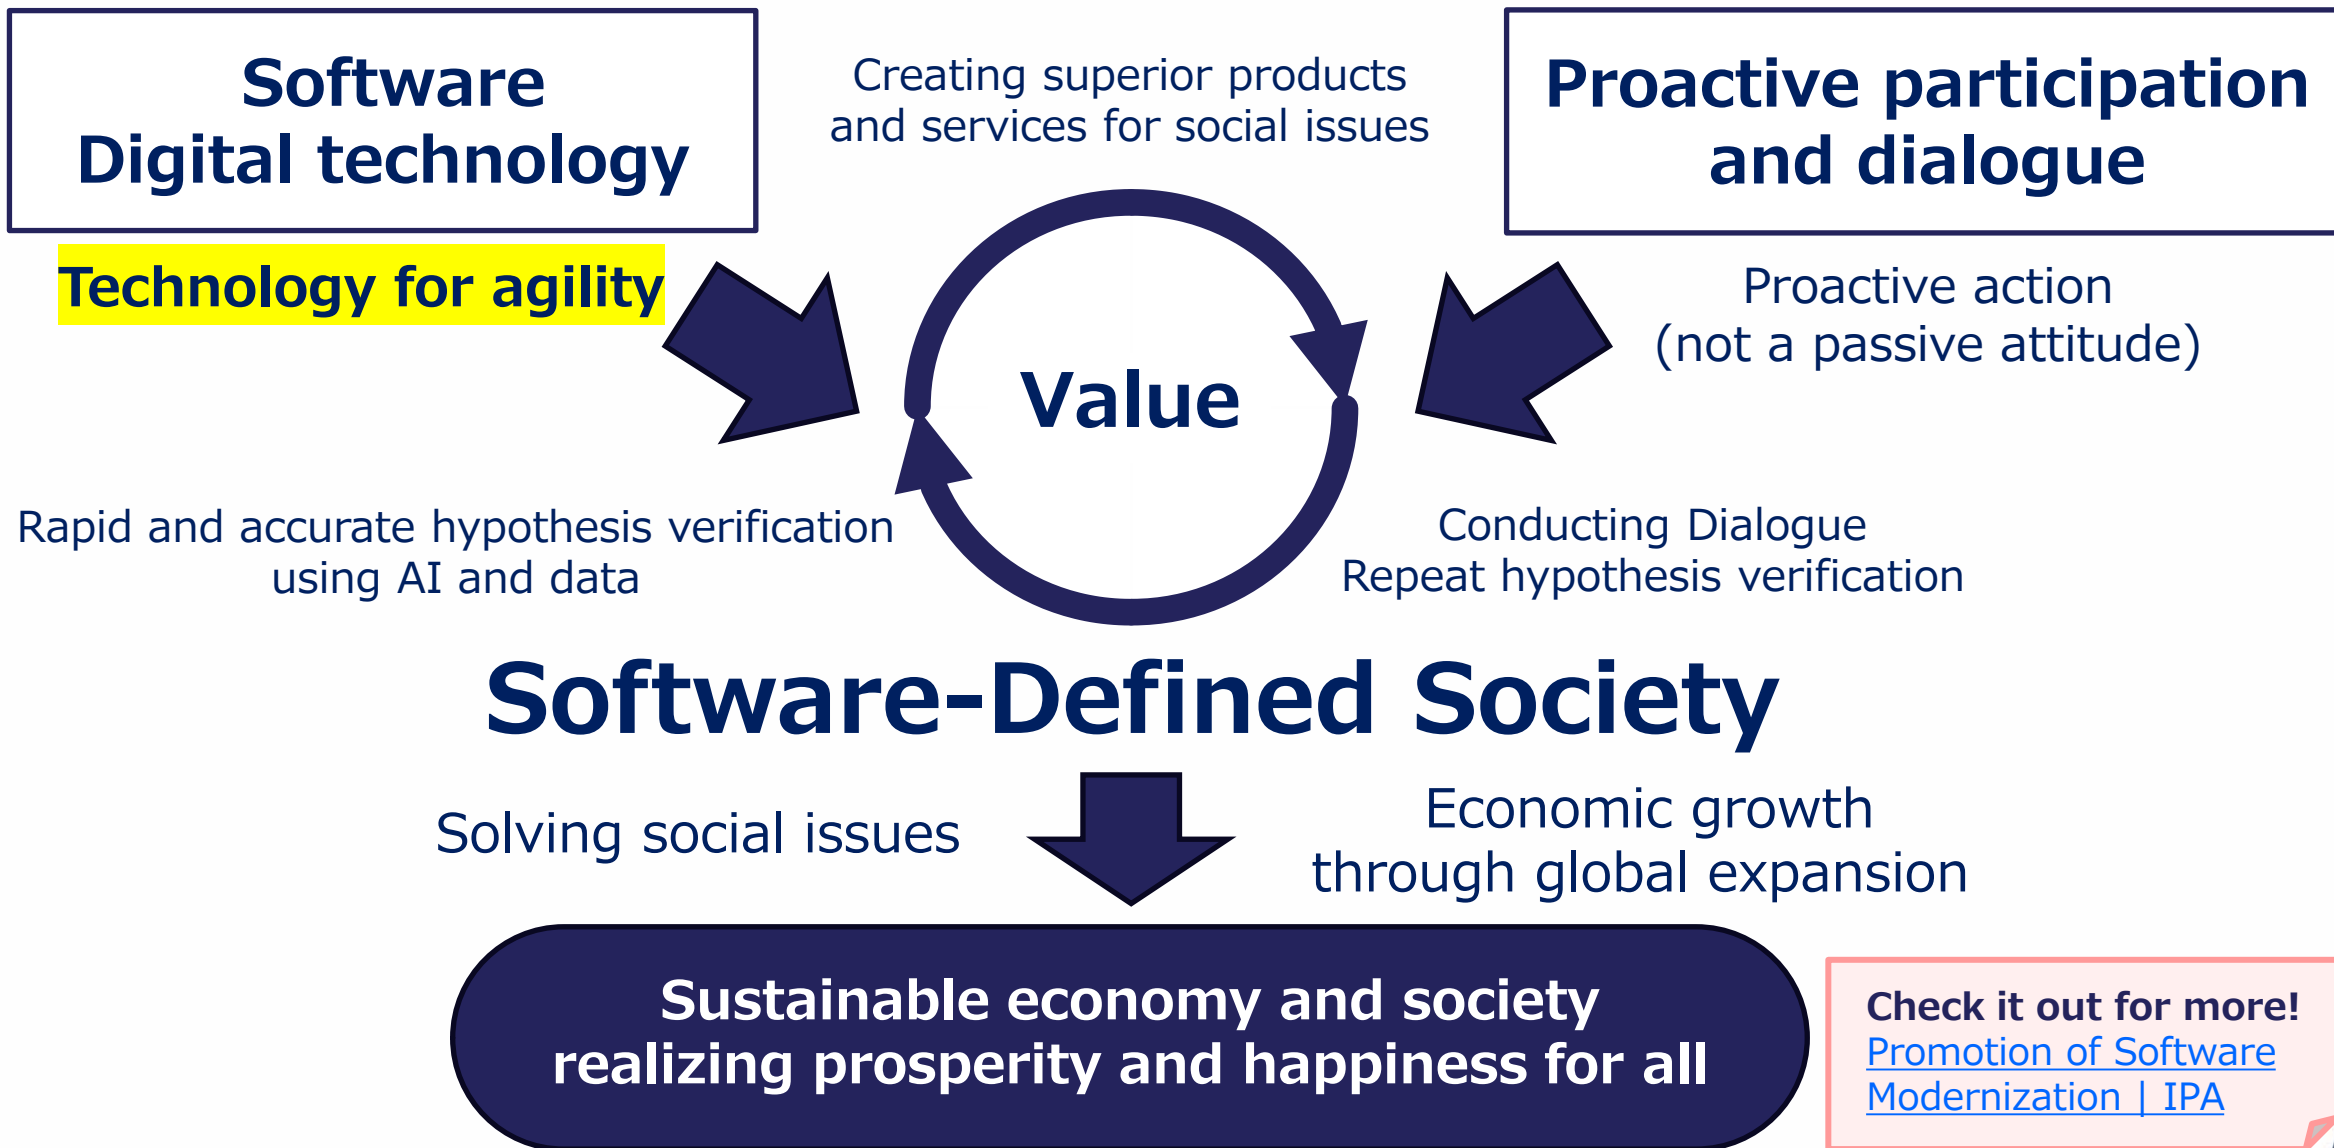 Software
Digital technology
Technology for agility
Creating superior products
and services for social issues
Proactive participation
and dialogue
Proactive action
(not a passive attitude)
Value
Rapid and accurate hypothesis verification
using AI and data
Conducting Dialogue
Repeat hypothesis verification
Software-Defined Society
Solving social issues
Economic growth
through global expansion
Sustainable economy and society
realizing prosperity and happiness for all
Check it out for more!
Promotion of Software
Modernization | IPA